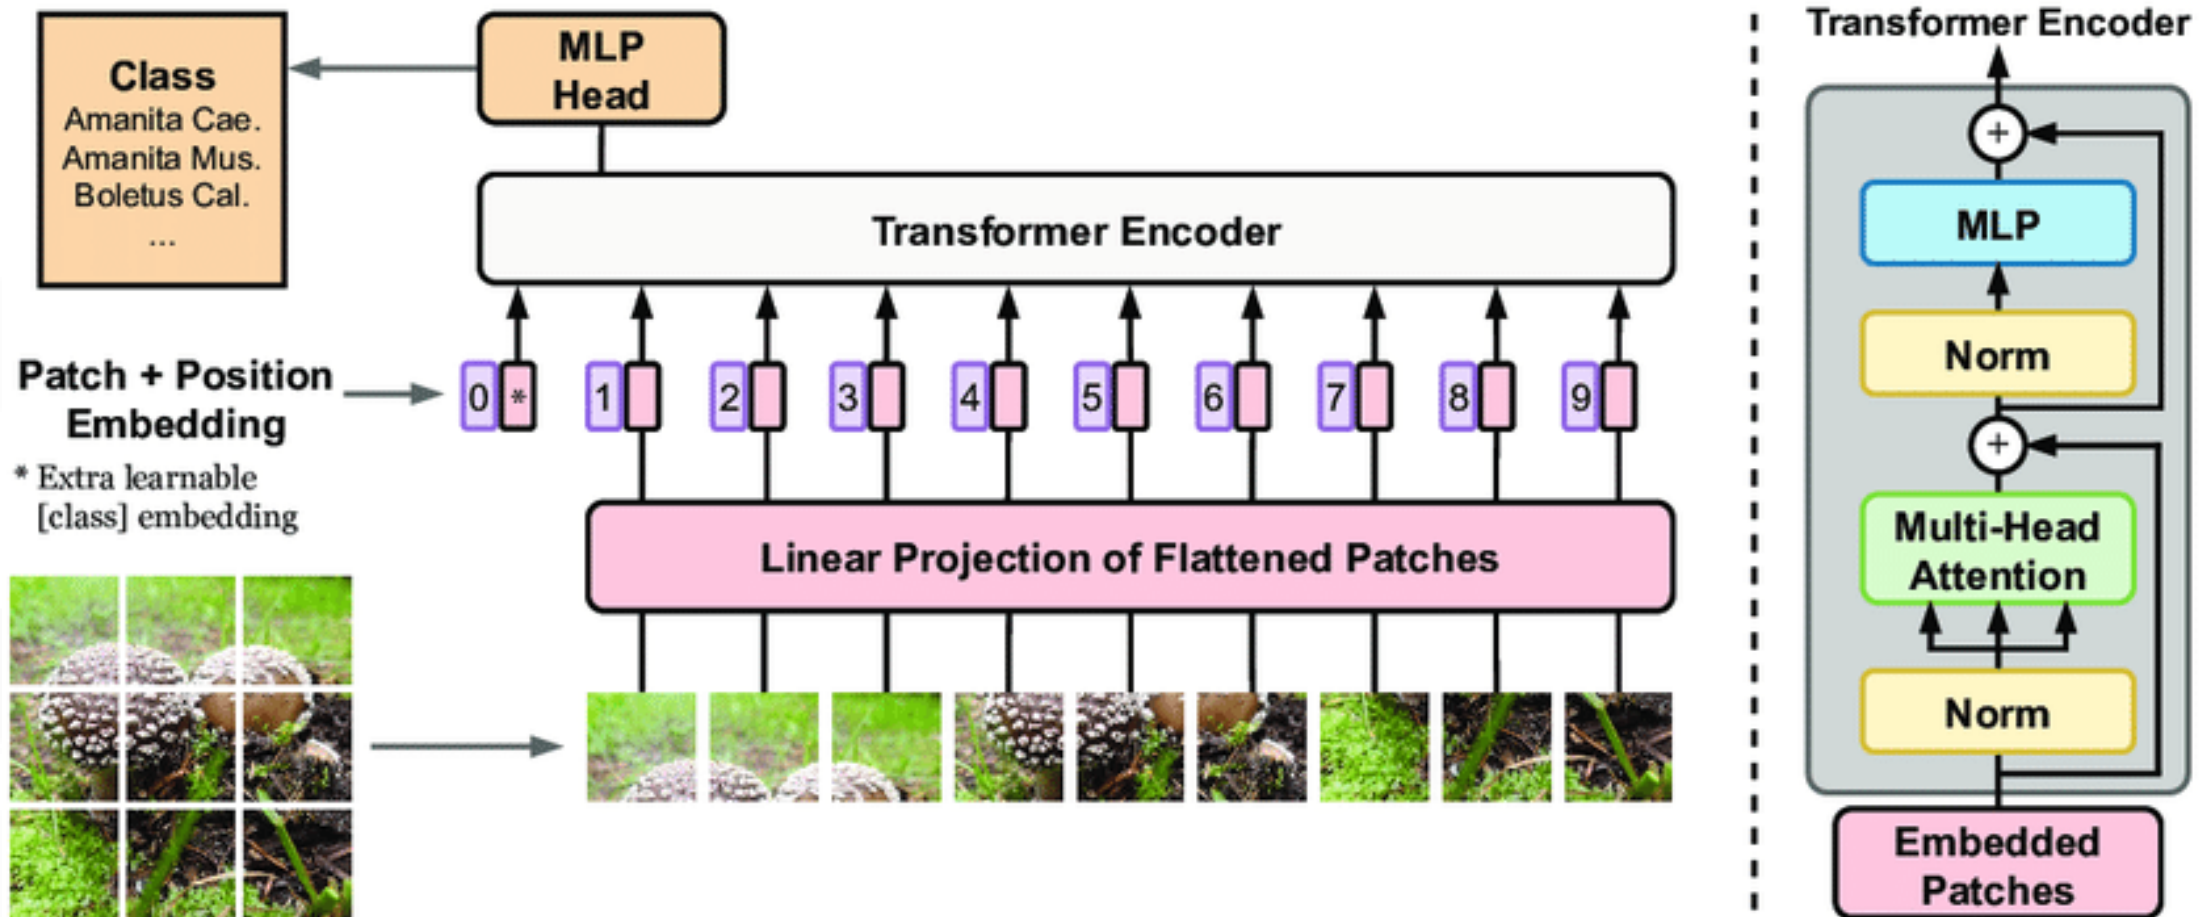 Class
Amanita Cae.
Amanita Mus.
Boletus Cal.
...
MLP
Head
Transformer Encoder
Patch + Position
Embedding
* Extra learnable
[class] embedding
0 * 1 2 3 4 5 6 7 8 9
Linear Projection of Flattened Patches
Transformer Encoder
+
MLP
Norm
+
Multi-Head
Attention
Norm
Embedded
Patches